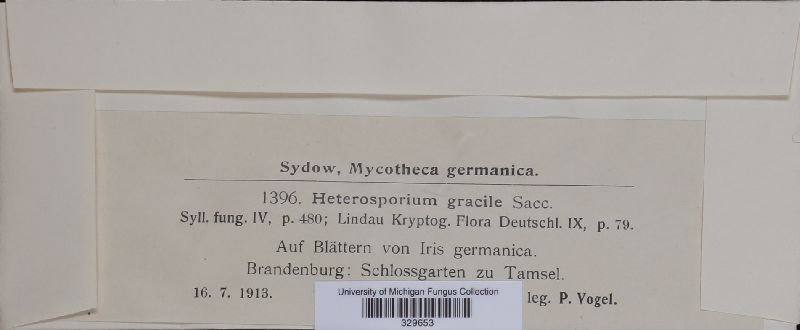 Sydow, Mycotheca germanica.
1396. Heterosporium gracile Sacc.
Syll. fung. IV, p. 480; Lindau Kryptog. Flora Deutschl. IX, p. 79.
Auf Blättern von Iris germanica.
Brandenburg: Schlossgarten zu Tamsel.
16. 7. 1913. leg. P. Vogel.
University of Michigan Fungus Collection
329653